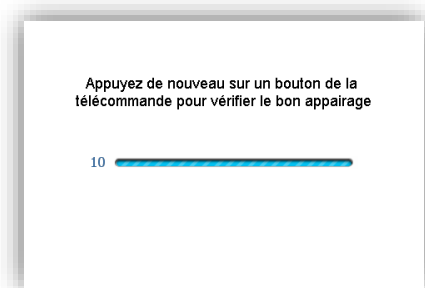 Appuyez de nouveau sur un bouton de la
télécommande pour vérifier le bon appairage
10